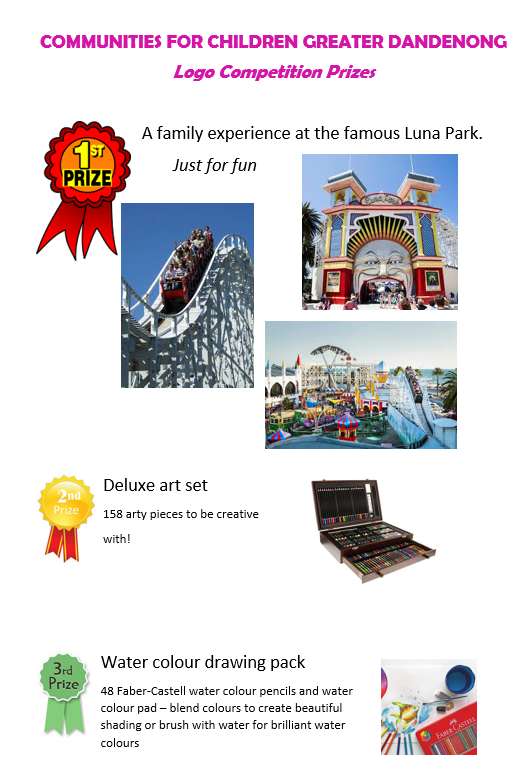 COMMUNITIES FOR CHILDREN GREATER DANDENONG
Logo Competition Prizes
1ST
PRIZE
A family experience at the famous Luna Park.
Just for fun
2nd
Prize
Deluxe art set
158 arty pieces to be creative
with!
3rd
Prize
Water colour drawing pack
48 Faber-Castell water colour pencils and water
colour pad – blend colours to create beautiful
shading or brush with water for brilliant water
colours
FABER-CASTELL